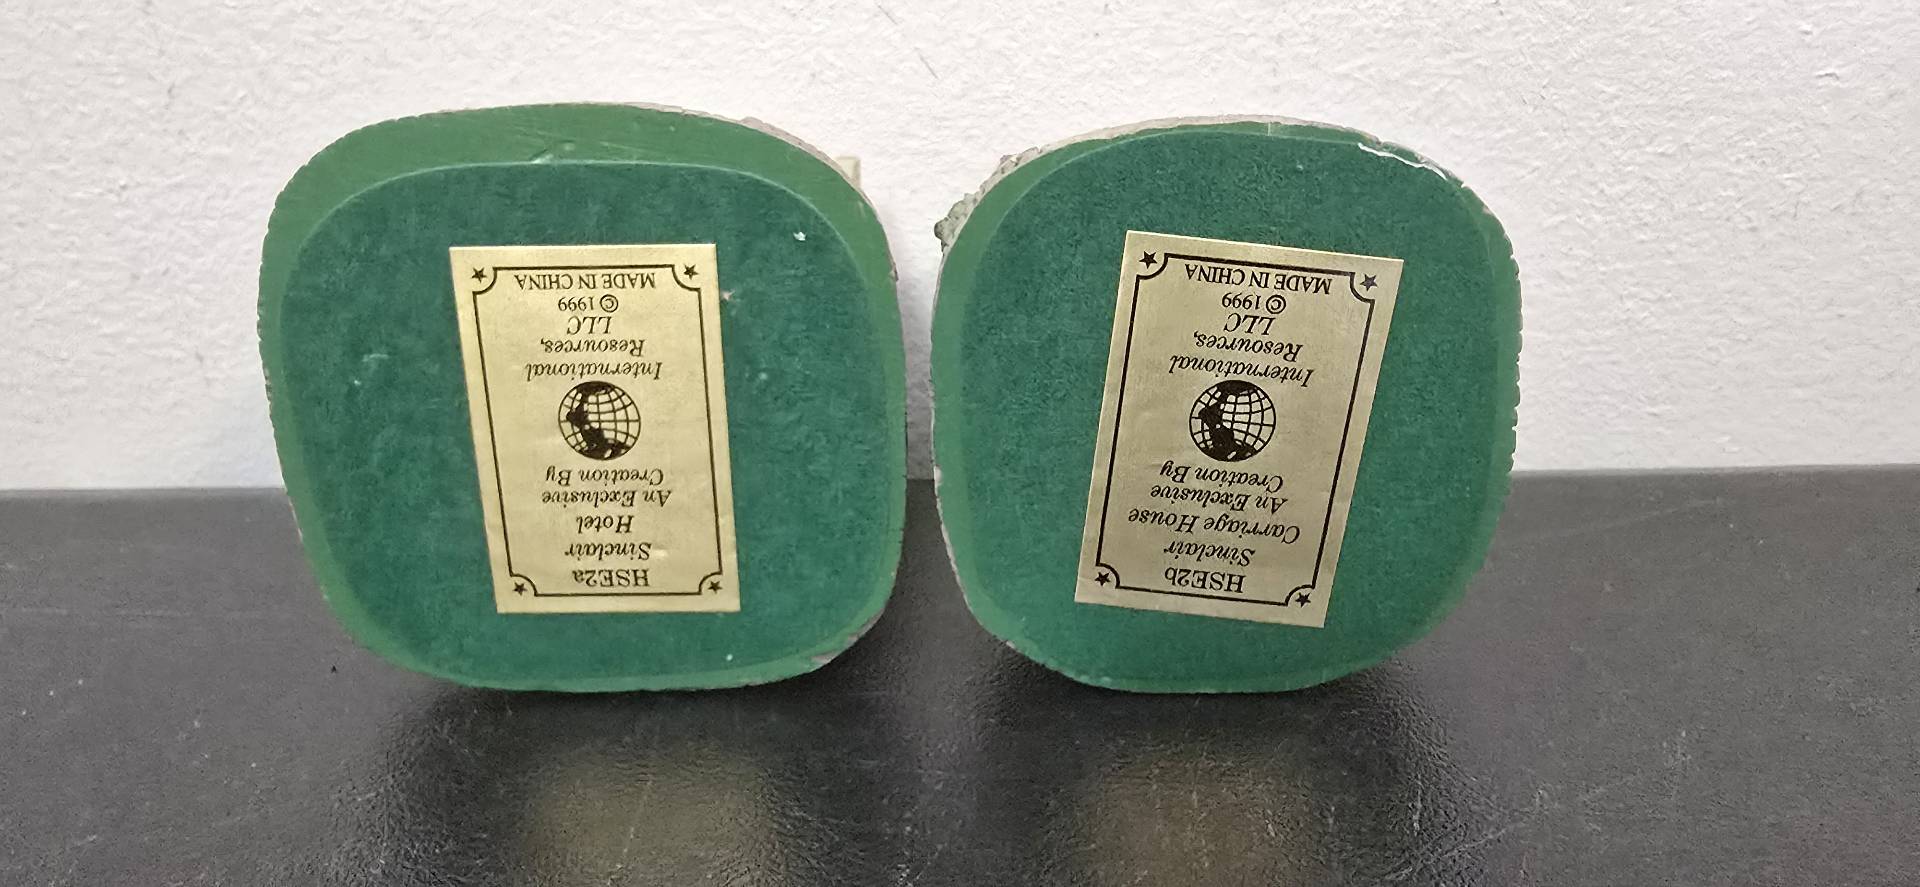 HSE2a
Sinclair
Hotel
An Exclusive
Creation By
International
Resources,
LLC
© 1999
MADE IN CHINA
HSE2b
Sinclair
Carriage House
An Exclusive
Creation By
International
Resources,
LLC
© 1999
MADE IN CHINA